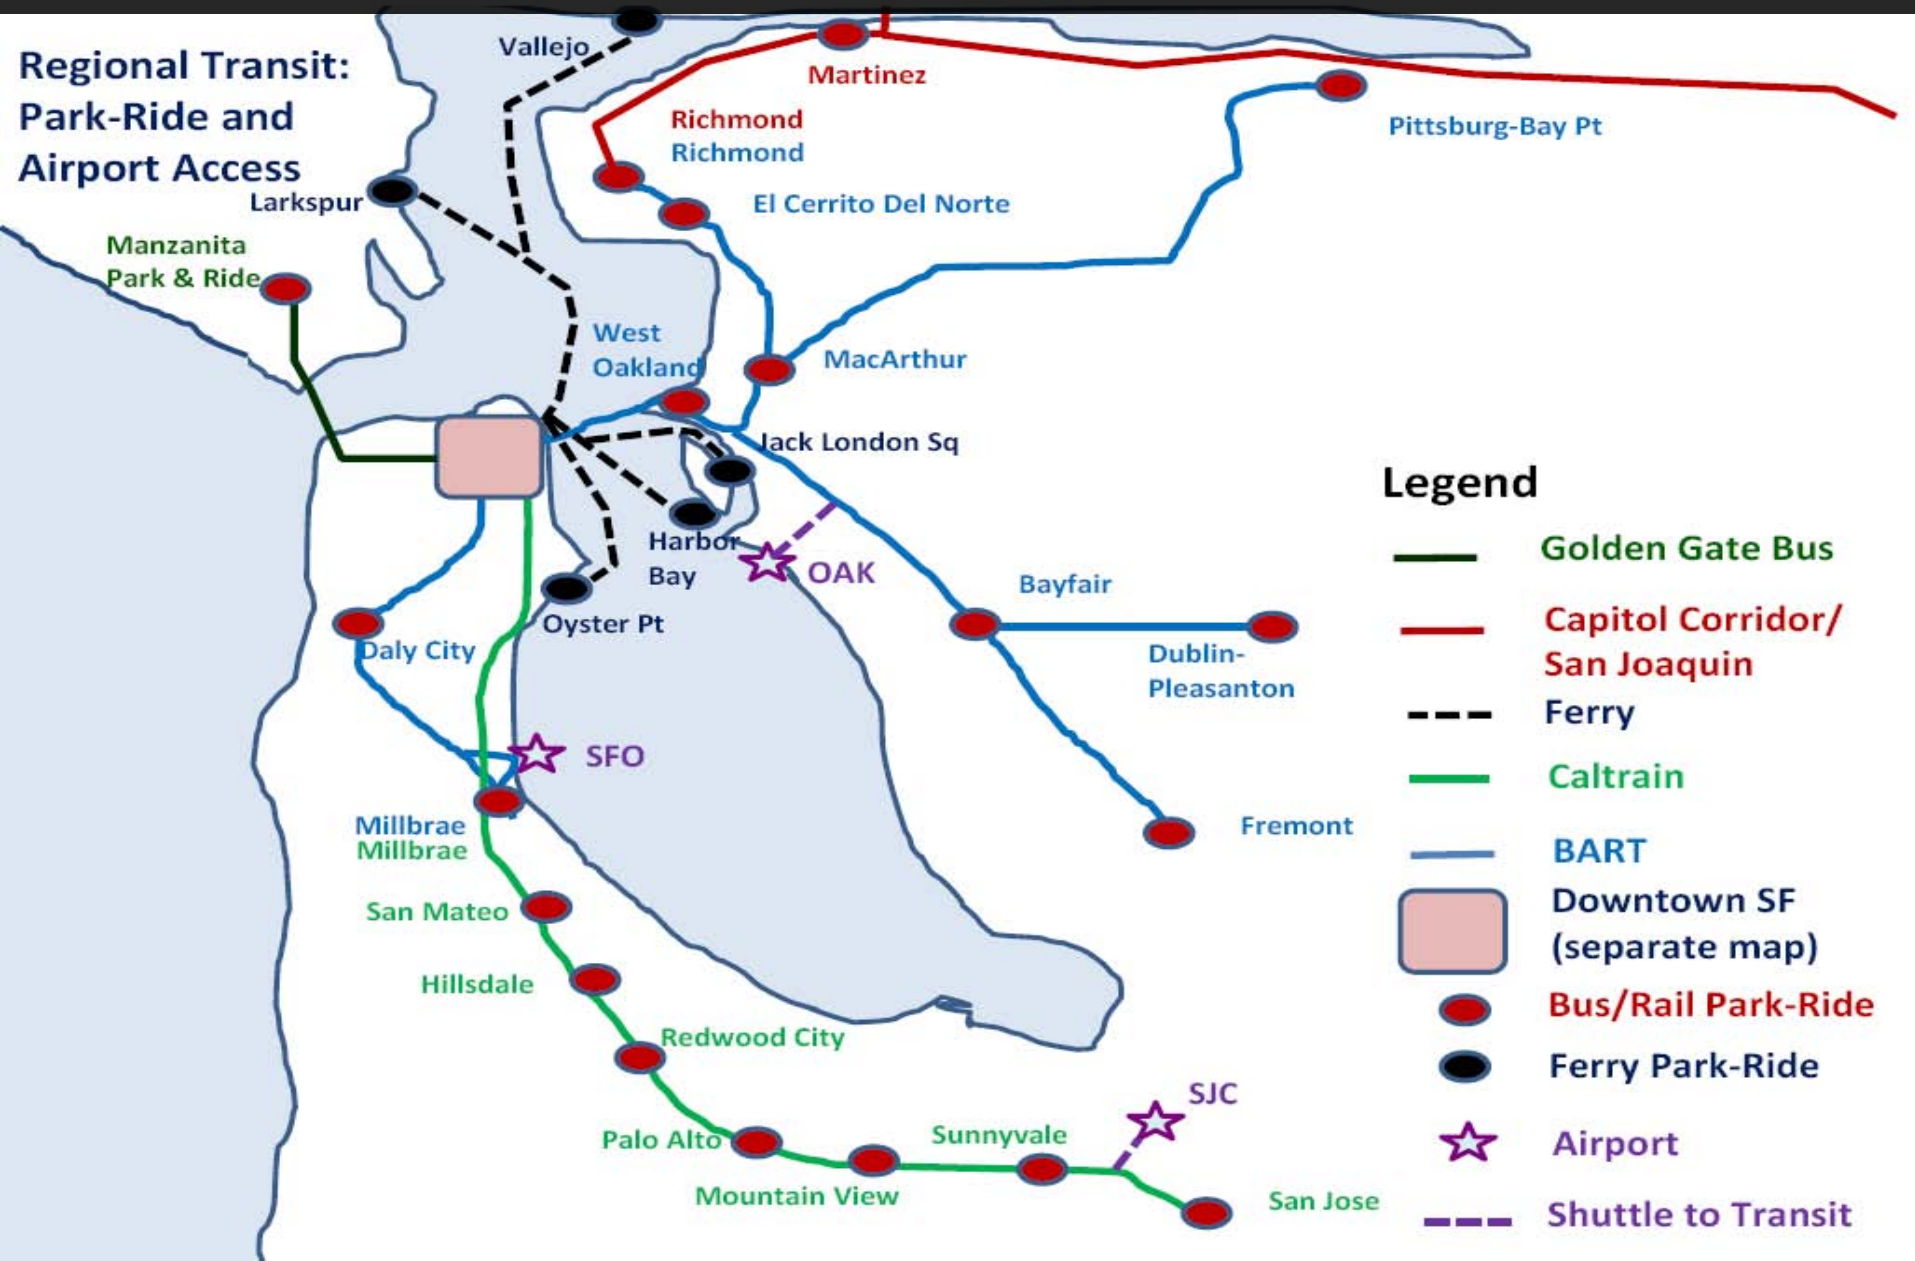 Regional Transit:
Park-Ride and
Airport Access
Vallejo
Martinez
Richmond
Richmond
Pittsburg-Bay Pt
Larkspur
El Cerrito Del Norte
Manzanita
Park & Ride
West
Oakland
MacArthur
Jack London Sq
Harbor
Bay
OAK
Oyster Pt
Bayfair
Daly City
Dublin-
Pleasanton
SFO
Millbrae
Millbrae
Fremont
San Mateo
Hillsdale
Redwood City
Palo Alto
Mountain View
Sunnyvale
SJC
San Jose
Legend
Golden Gate Bus
Capitol Corridor/
San Joaquin
Ferry
Caltrain
BART
Downtown SF
(separate map)
Bus/Rail Park-Ride
Ferry Park-Ride
Airport
Shuttle to Transit